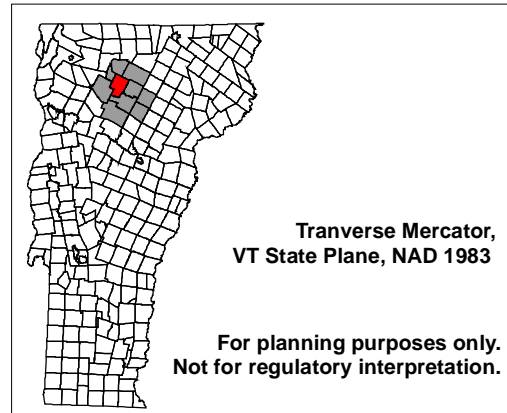 Tranverse Mercator,
VT State Plane, NAD 1983
For planning purposes only.
Not for regulatory interpretation.